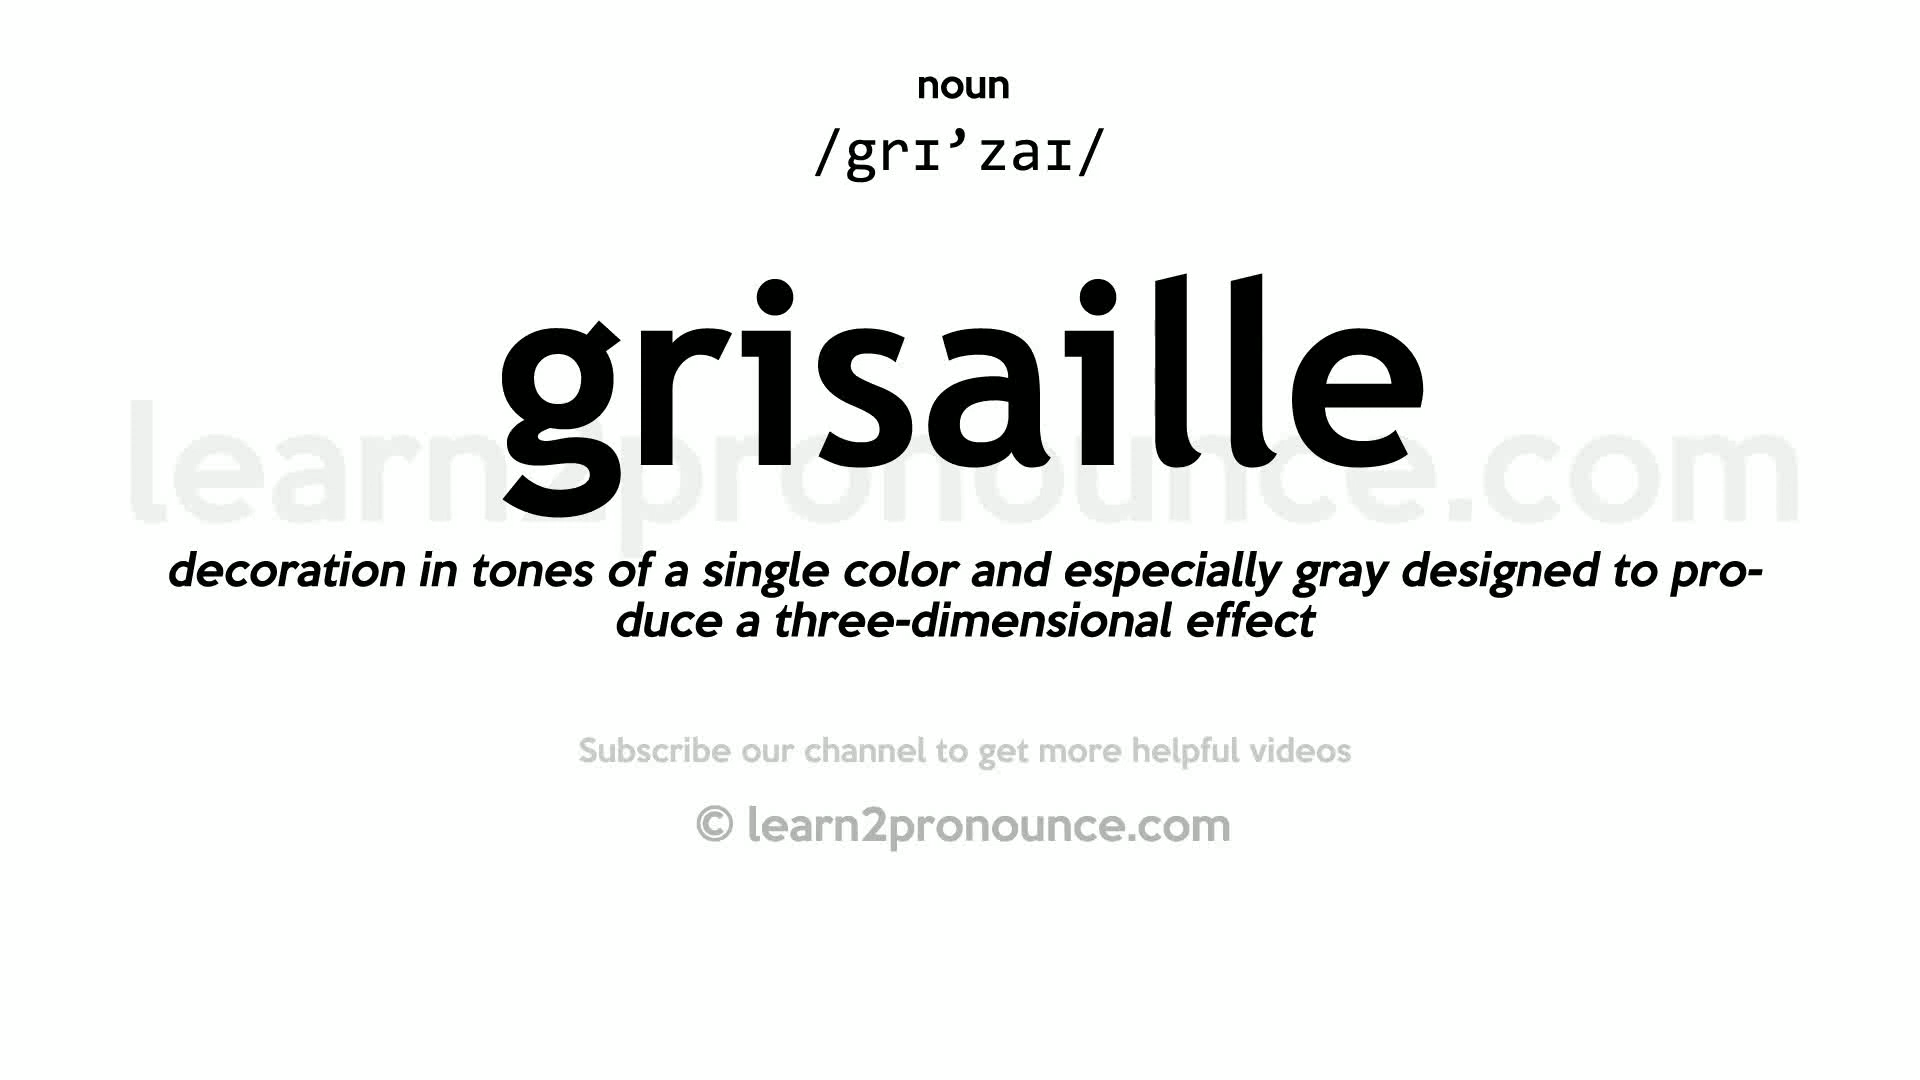 noun
/grɪ’zaɪ/
grisaille
learn2pronounce.com
decoration in tones of a single color and especially gray designed to pro-
duce a three-dimensional effect
Subscribe our channel to get more helpful videos
© learn2pronounce.com